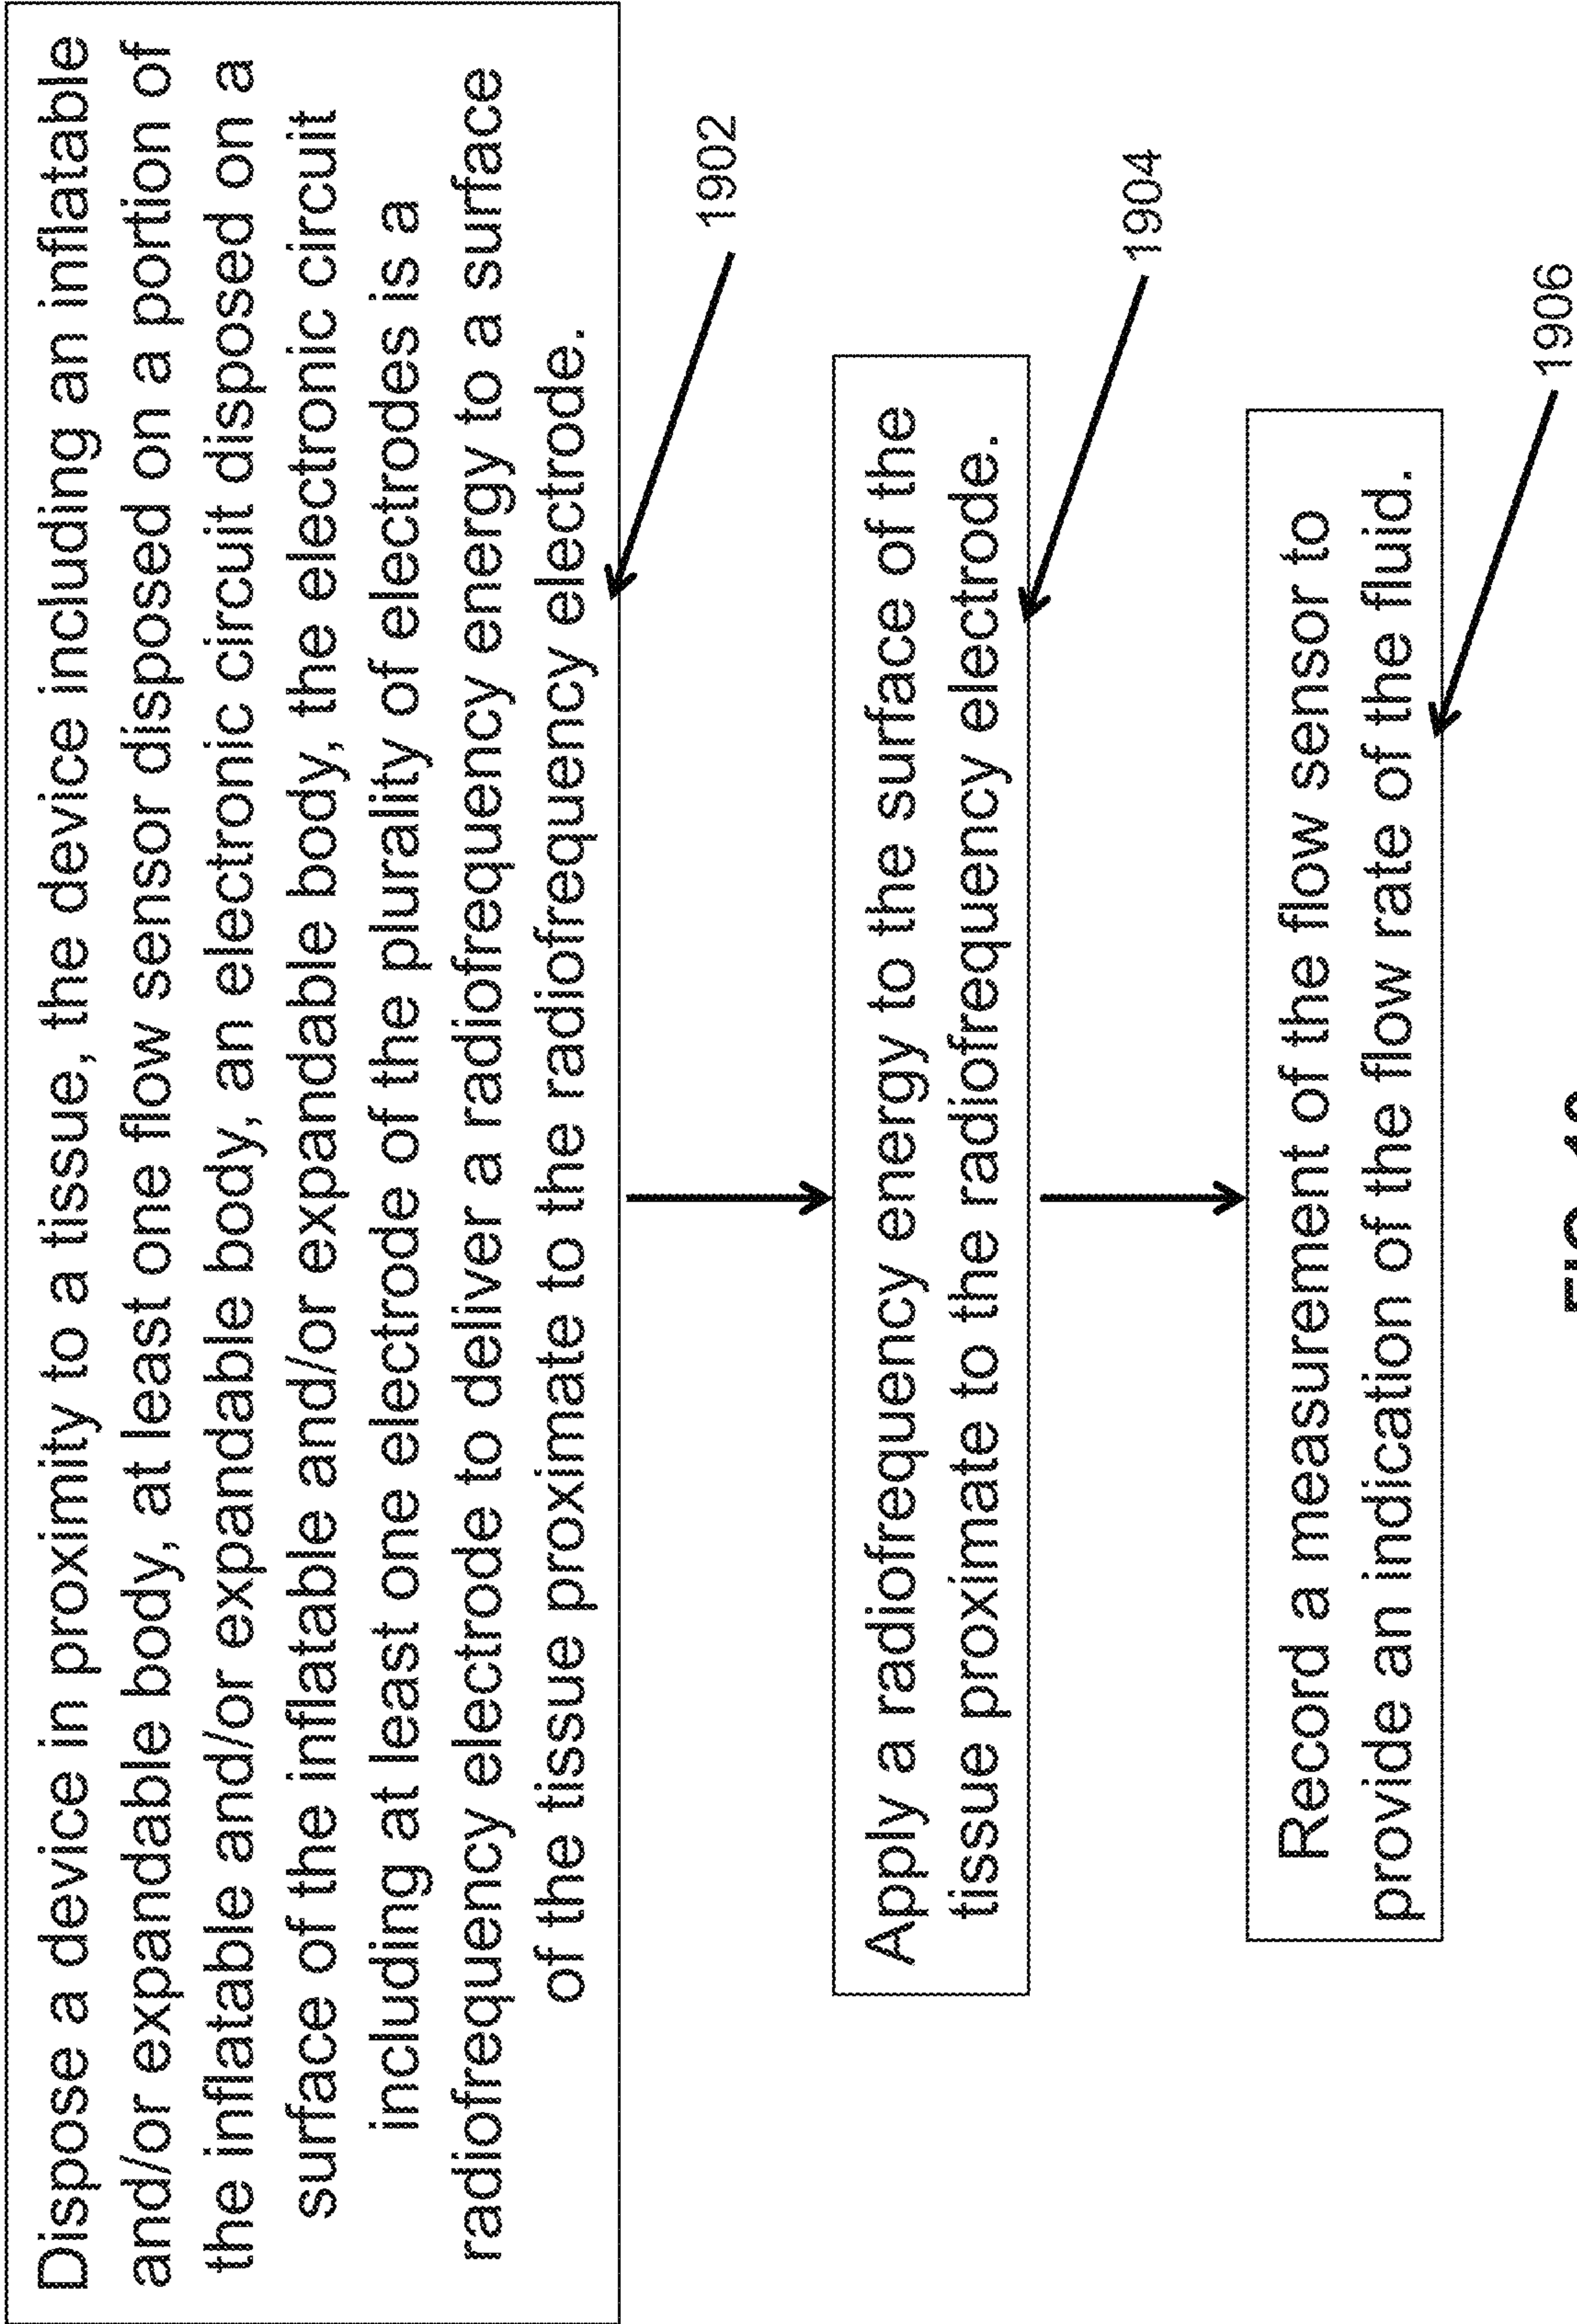 Dispose a device in proximity to a tissue, the device including an inflatable
and/or expandable body, at least one flow sensor disposed on a portion of
the inflatable and/or expandable body, an electronic circuit disposed on a
surface of the inflatable and/or expandable body, the electronic circuit
including at least one electrode of the plurality of electrodes is a
radiofrequency electrode to deliver a radiofrequency energy to a surface
of the tissue proximate to the radiofrequency electrode.
1902
Apply a radiofrequency energy to the surface of the
tissue proximate to the radiofrequency electrode.
1904
Record a measurement of the flow sensor to
provide an indication of the flow rate of the fluid.
1906